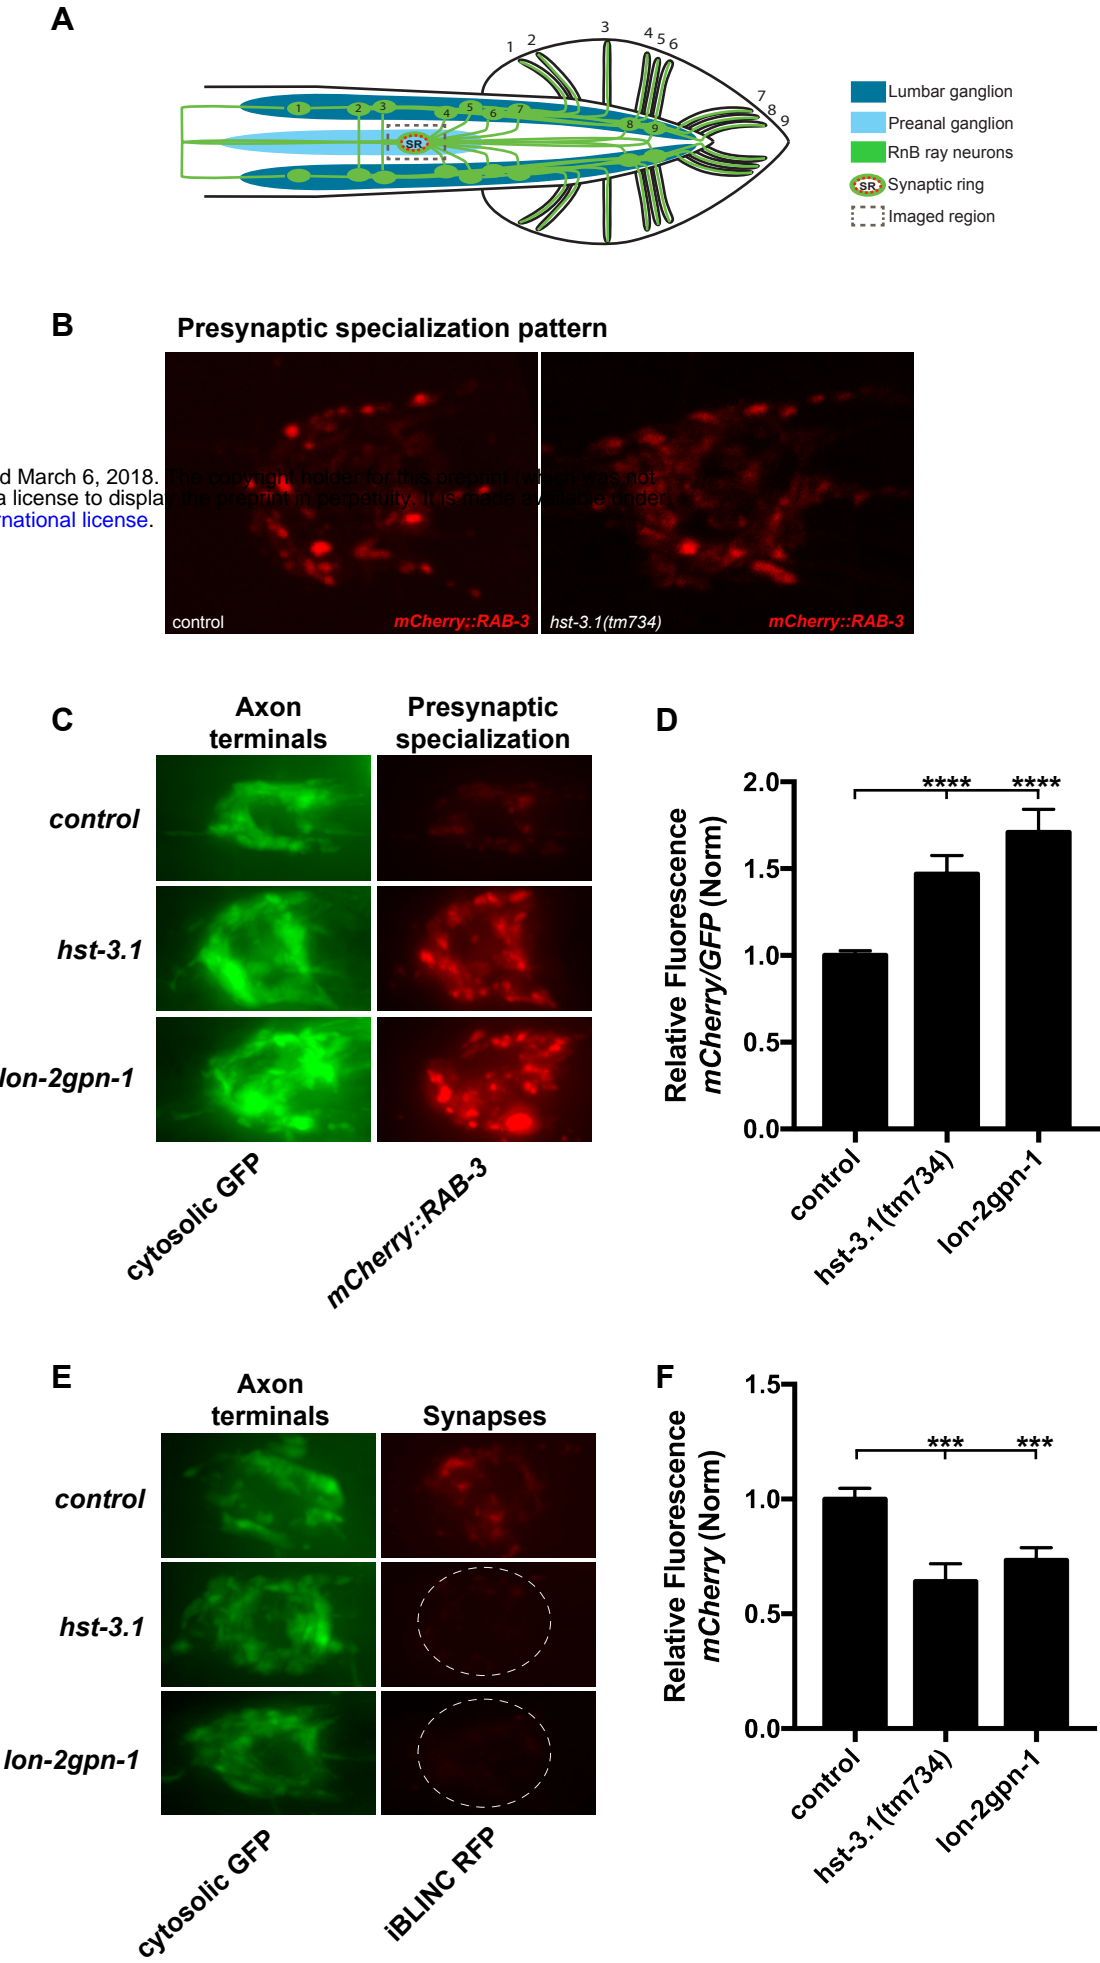 A
1 2 3 4 5 6
7
8
9
1 2 3 4 5 6 7 8 9
SR
Lumbar ganglion
Preanal ganglion
RnB ray neurons
SR Synaptic ring
Imaged region
B
Presynaptic specialization pattern
d March 6, 2018. The copyright holder for this preprint (which was not
a license to display the preprint in perpetuity. It is made available under
rnational license.
control
mCherry::RAB-3
hst-3.1(tm734)
mCherry::RAB-3
C
Axon
terminals
Presynaptic
specialization
control
hst-3.1
lon-2gpn-1
cytosolic GFP
mCherry::RAB-3
D
Relative Fluorescence
mCherry/GFP (Norm)
2.0
1.5
1.0
0.5
0.0
**** ****
control
hst-3.1(tm734)
lon-2gpn-1
E
Axon
terminals
Synapses
control
hst-3.1
lon-2gpn-1
cytosolic GFP
iBLINC RFP
F
Relative Fluorescence
mCherry (Norm)
1.5
1.0
0.5
0.0
*** ***
control
hst-3.1(tm734)
lon-2gpn-1